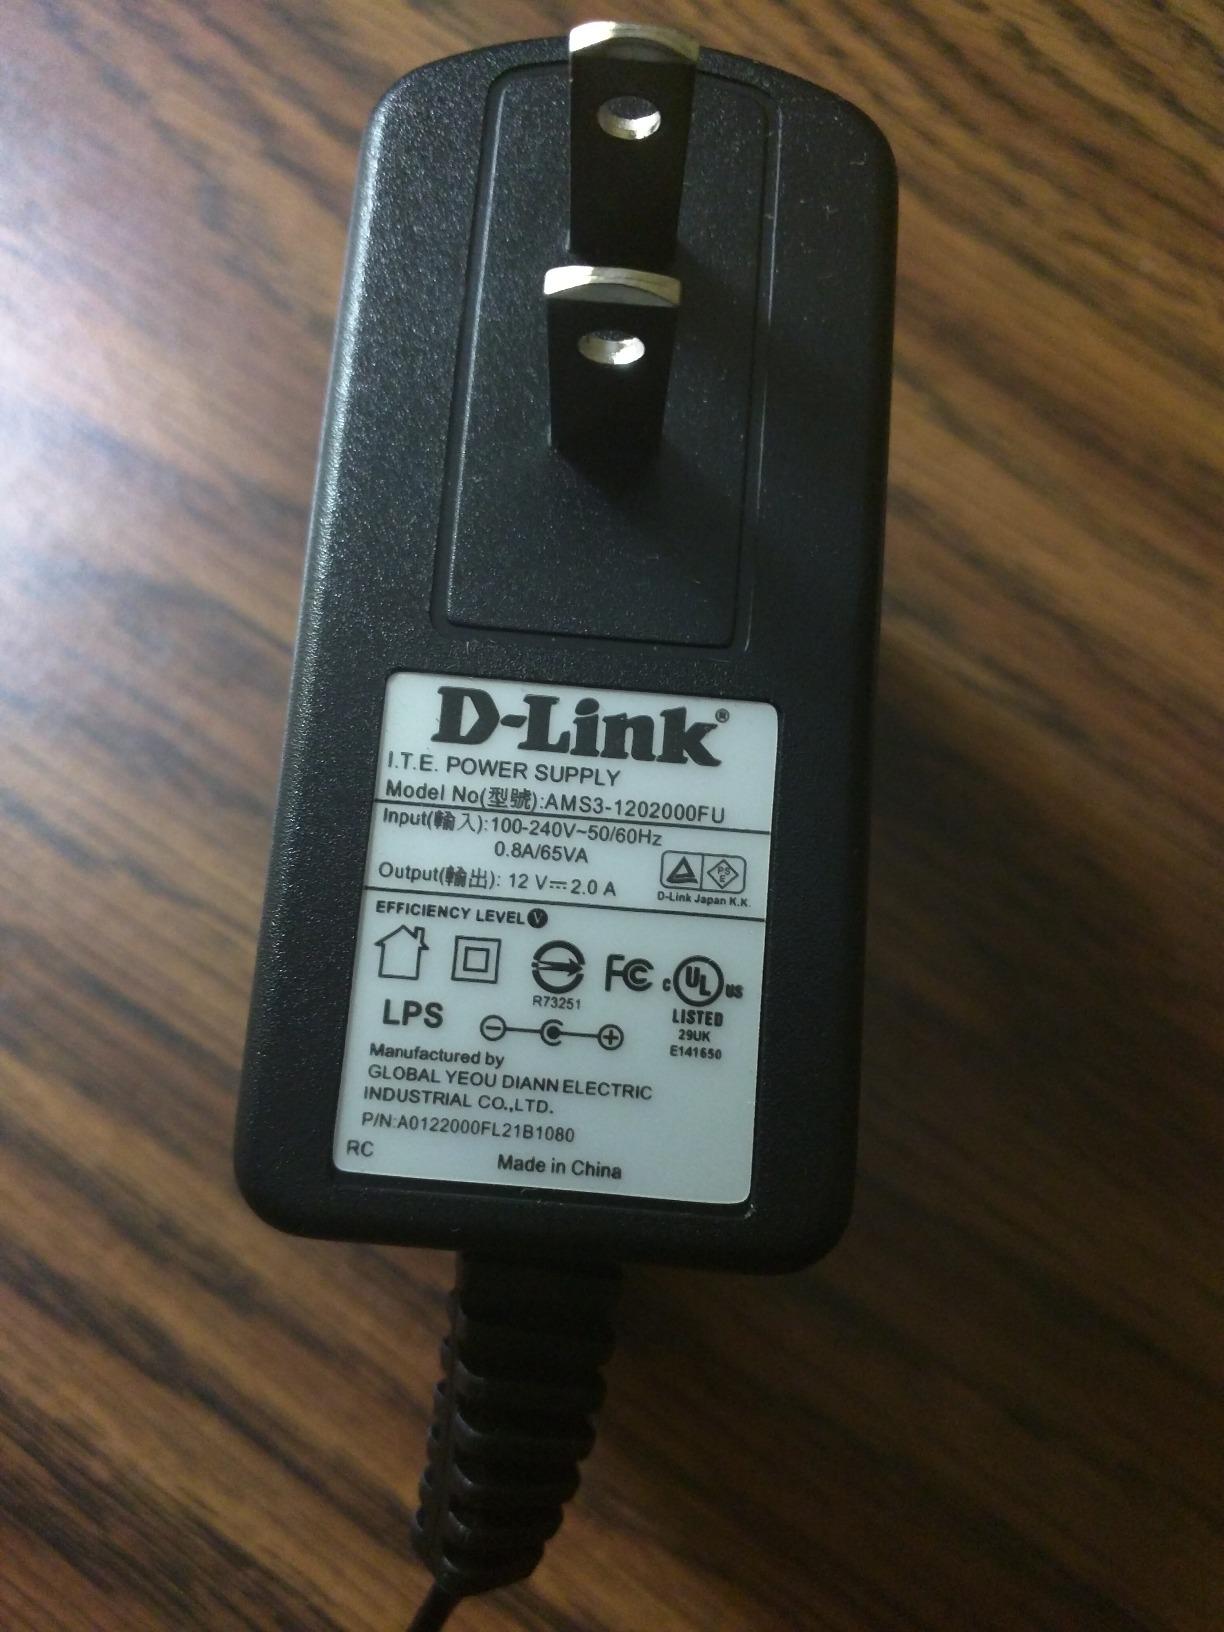 D-Link®
I.T.E. POWER SUPPLY
Model No(型號):AMS3-1202000FU
Input(輸入):100-240V~50/60Hz
0.8A/65VA
Output(輸出): 12 V⎓2.0 A
PS
E
D-Link Japan K.K.
EFFICIENCY LEVEL V
R73251
FC
c UL US
LISTED
29UK
E141650
LPS
Manufactured by
GLOBAL YEOU DIANN ELECTRIC
INDUSTRIAL CO.,LTD.
P/N:A0122000FL21B1080
RC
Made in China